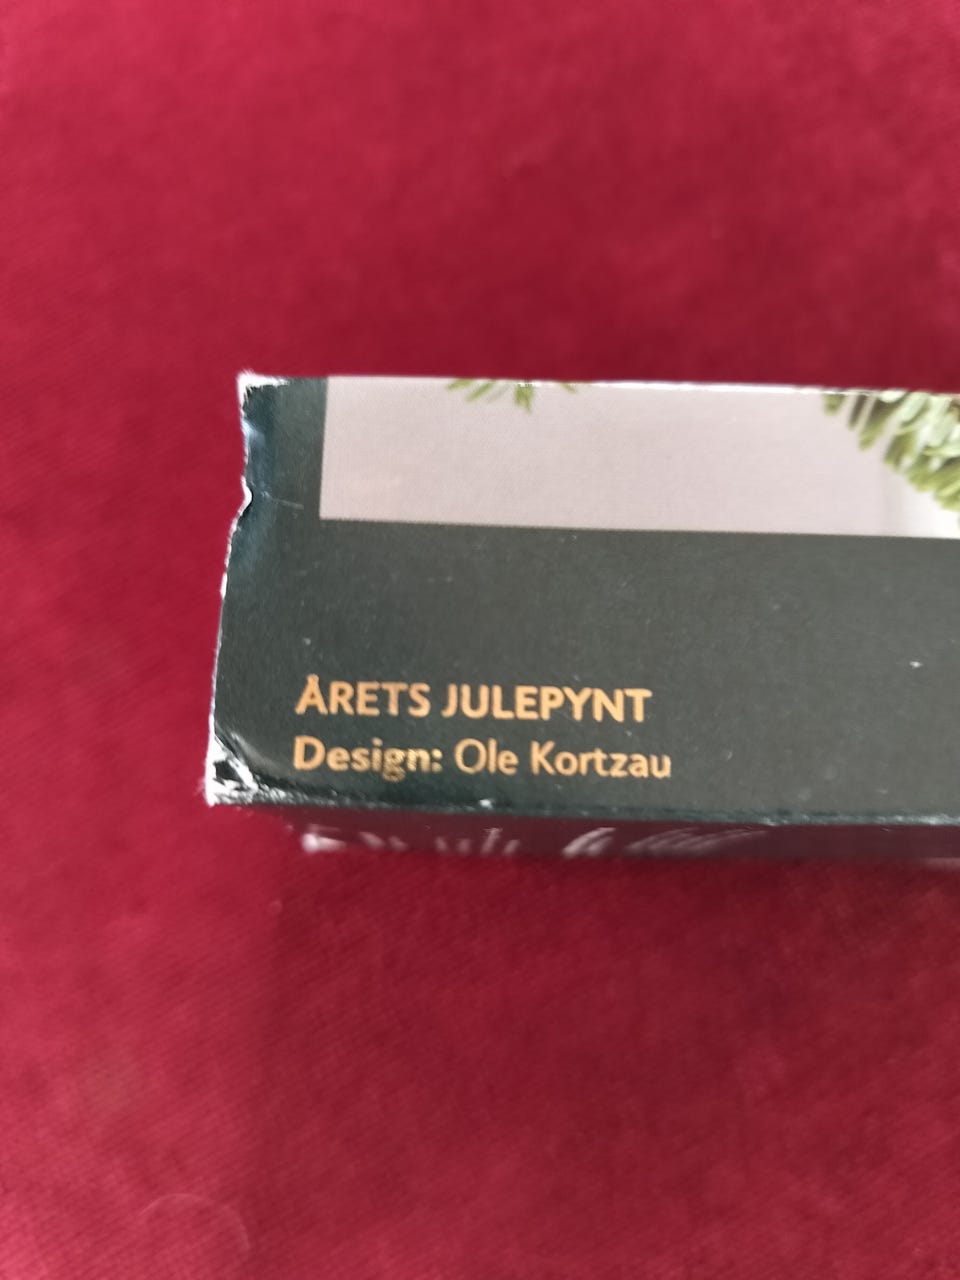 ÅRETS JULEPYNT
Design: Ole Kortzau